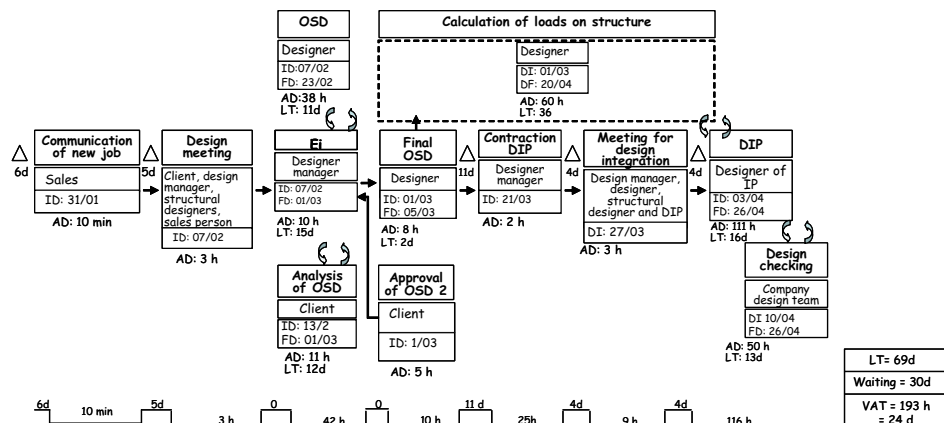 OSD
Designer
ID:07/02
FD: 23/02
AD:38 h
LT: 11d
Calculation of loads on structure
Designer
DI: 01/03
DF: 20/04
AD: 60 h
LT: 36
6d
Communication
of new job
Sales
ID: 31/01
AD: 10 min
5d
Design
meeting
Client, design
manager,
structural
designers,
sales person
ID: 07/02
AD: 3 h
Ei
Designer
manager
ID: 07/02
FD: 01/03
AD: 10 h
LT: 15d
Final
OSD
Designer
ID: 01/03
FD: 05/03
AD: 8 h
LT: 2d
11d
Contraction
DIP
Designer
manager
ID: 21/03
AD: 2 h
4d
Meeting for
design
integration
Design manager,
designer,
structural
designer and DIP
DI: 27/03
AD: 3 h
4d
DIP
Designer of
IP
ID: 03/04
FD: 26/04
AD: 111 h
LT: 16d
Analysis
of OSD
Client
ID: 13/2
FD: 01/03
AD: 11 h
LT: 12d
Approval
of OSD 2
Client
ID: 1/03
AD: 5 h
Design
checking
Company
design team
DI 10/04
FD: 26/04
AD: 50 h
LT: 13d
LT= 69d
Waiting = 30d
VAT = 193 h
= 24 d
6d
10 min
5d
3 h
0
42 h
0
10 h
11 d
25h
4d
9 h
4d
116 h